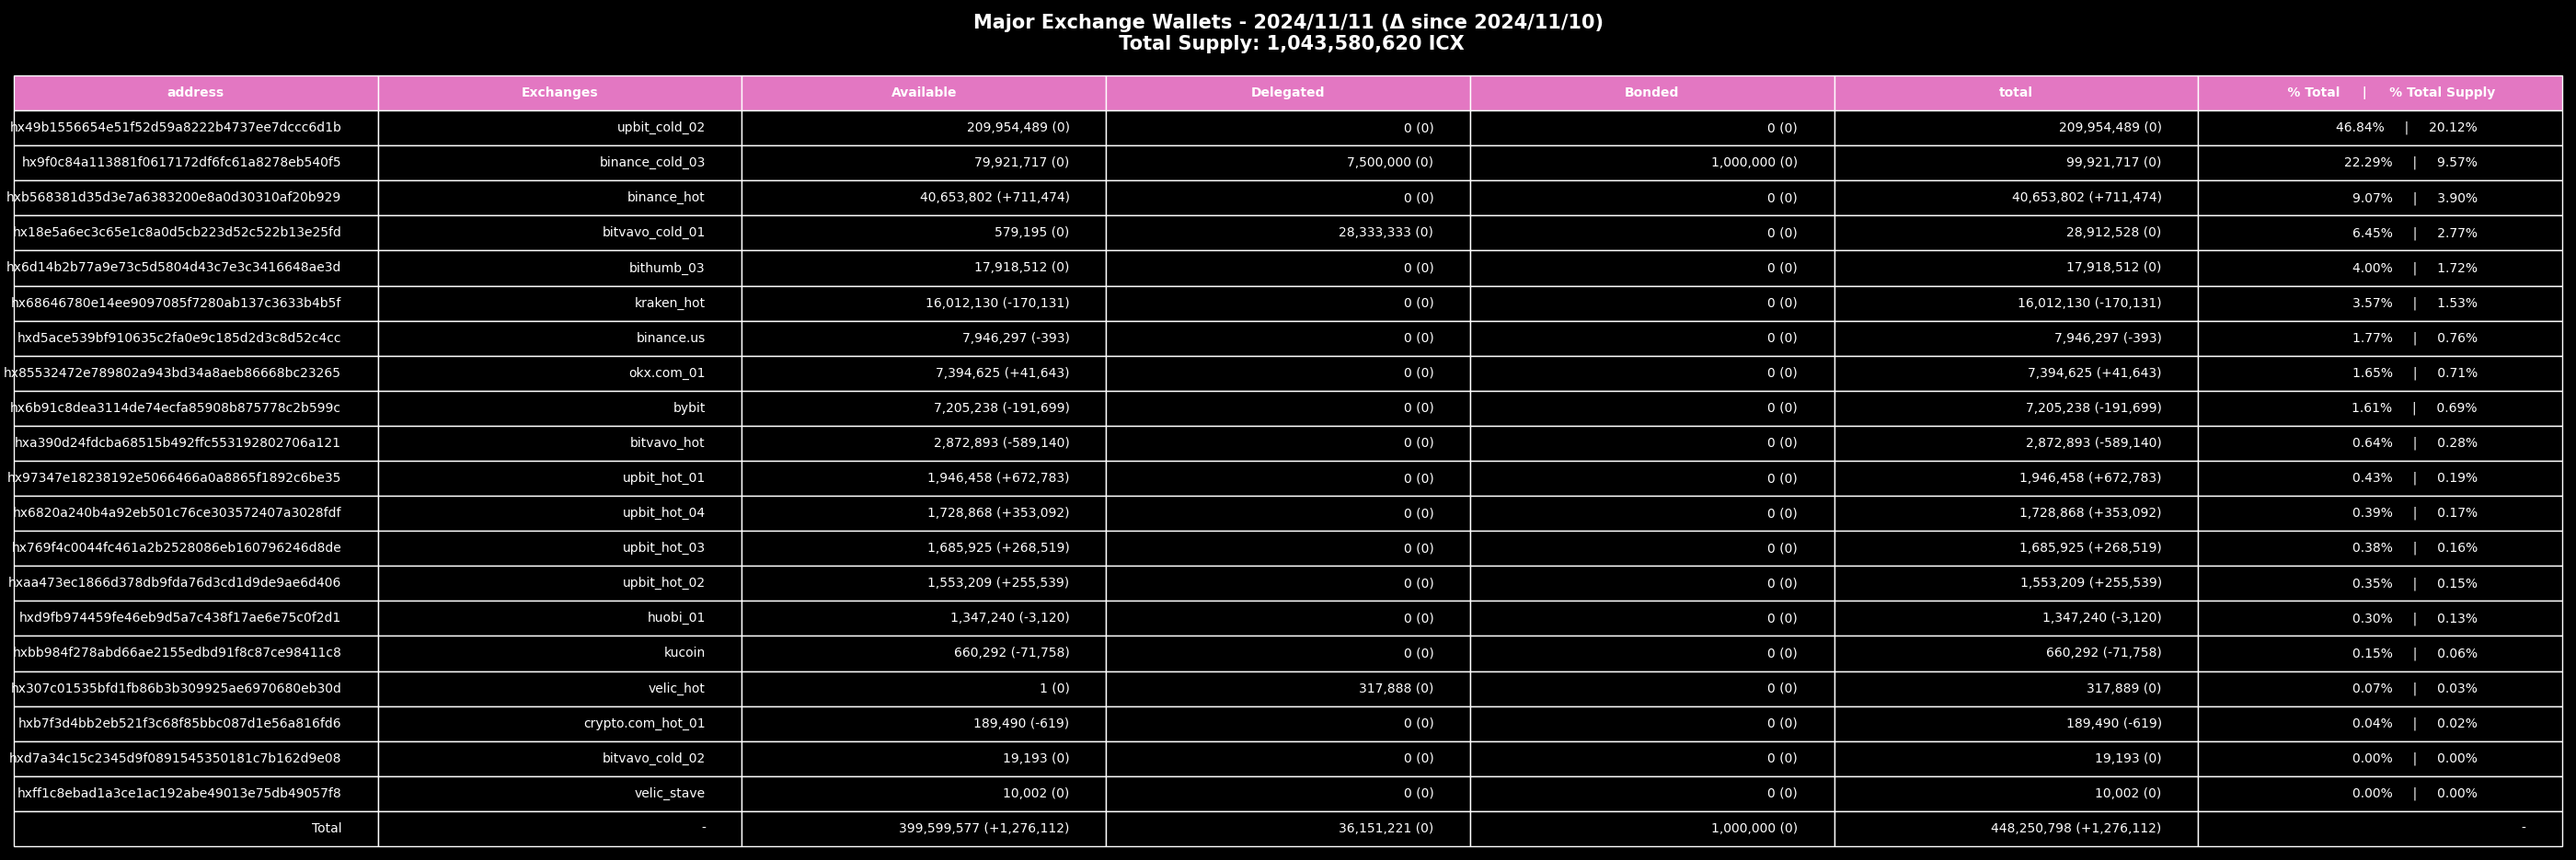 Major Exchange Wallets - 2024/11/11 (Δ since 2024/11/10)
Total Supply: 1,043,580,620 ICX
address Exchanges Available Delegated Bonded total % Total | % Total Supply
hx49b1556654e51f52d59a8222b4737ee7dccc6d1b upbit_cold_02 209,954,489 (0) 0 (0) 0 (0) 209,954,489 (0) 46.84% | 20.12%
hx9f0c84a113881f0617172df6fc61a8278eb540f5 binance_cold_03 79,921,717 (0) 7,500,000 (0) 1,000,000 (0) 99,921,717 (0) 22.29% | 9.57%
hxb568381d35d3e7a6383200e8a0d30310af20b929 binance_hot 40,653,802 (+711,474) 0 (0) 0 (0) 40,653,802 (+711,474) 9.07% | 3.90%
hx18e5a6ec3c65e1c8a0d5cb223d52c522b13e25fd bitvavo_cold_01 579,195 (0) 28,333,333 (0) 0 (0) 28,912,528 (0) 6.45% | 2.77%
hx6d14b2b77a9e73c5d5804d43c7e3c3416648ae3d bithumb_03 17,918,512 (0) 0 (0) 0 (0) 17,918,512 (0) 4.00% | 1.72%
hx68646780e14ee9097085f7280ab137c3633b4b5f kraken_hot 16,012,130 (-170,131) 0 (0) 0 (0) 16,012,130 (-170,131) 3.57% | 1.53%
hxd5ace539bf910635c2fa0e9c185d2d3c8d52c4cc binance.us 7,946,297 (-393) 0 (0) 0 (0) 7,946,297 (-393) 1.77% | 0.76%
hx85532472e789802a943bd34a8aeb86668bc23265 okx.com_01 7,394,625 (+41,643) 0 (0) 0 (0) 7,394,625 (+41,643) 1.65% | 0.71%
hx6b91c8dea3114de74ecfa85908b875778c2b599c bybit 7,205,238 (-191,699) 0 (0) 0 (0) 7,205,238 (-191,699) 1.61% | 0.69%
hxa390d24fdcba68515b492ffc553192802706a121 bitvavo_hot 2,872,893 (-589,140) 0 (0) 0 (0) 2,872,893 (-589,140) 0.64% | 0.28%
hx97347e18238192e5066466a0a8865f1892c6be35 upbit_hot_01 1,946,458 (+672,783) 0 (0) 0 (0) 1,946,458 (+672,783) 0.43% | 0.19%
hx6820a240b4a92eb501c76ce303572407a3028fdf upbit_hot_04 1,728,868 (+353,092) 0 (0) 0 (0) 1,728,868 (+353,092) 0.39% | 0.17%
hx769f4c0044fc461a2b2528086eb160796246d8de upbit_hot_03 1,685,925 (+268,519) 0 (0) 0 (0) 1,685,925 (+268,519) 0.38% | 0.16%
hxaa473ec1866d378db9fda76d3cd1d9de9ae6d406 upbit_hot_02 1,553,209 (+255,539) 0 (0) 0 (0) 1,553,209 (+255,539) 0.35% | 0.15%
hxd9fb974459fe46eb9d5a7c438f17ae6e75c0f2d1 huobi_01 1,347,240 (-3,120) 0 (0) 0 (0) 1,347,240 (-3,120) 0.30% | 0.13%
hxbb984f278abd66ae2155edbd91f8c87ce98411c8 kucoin 660,292 (-71,758) 0 (0) 0 (0) 660,292 (-71,758) 0.15% | 0.06%
hx307c01535bfd1fb86b3b309925ae6970680eb30d velic_hot 1 (0) 317,888 (0) 0 (0) 317,889 (0) 0.07% | 0.03%
hxb7f3d4bb2eb521f3c68f85bbc087d1e56a816fd6 crypto.com_hot_01 189,490 (-619) 0 (0) 0 (0) 189,490 (-619) 0.04% | 0.02%
hxd7a34c15c2345d9f0891545350181c7b162d9e08 bitvavo_cold_02 19,193 (0) 0 (0) 0 (0) 19,193 (0) 0.00% | 0.00%
hxff1c8ebad1a3ce1ac192abe49013e75db49057f8 velic_stave 10,002 (0) 0 (0) 0 (0) 10,002 (0) 0.00% | 0.00%
Total - 399,599,577 (+1,276,112) 36,151,221 (0) 1,000,000 (0) 448,250,798 (+1,276,112) -